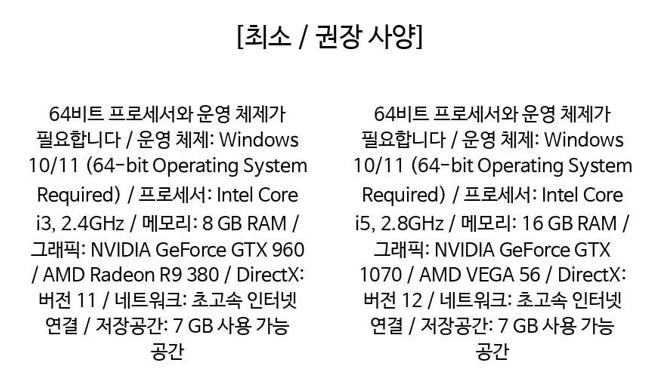 [최소 / 권장 사양]
64비트 프로세서와 운영 체제가
필요합니다 / 운영 체제: Windows
10/11 (64-bit Operating System
Required) / 프로세서: Intel Core
i3, 2.4GHz / 메모리: 8 GB RAM /
그래픽: NVIDIA GeForce GTX 960
/ AMD Radeon R9 380 / DirectX:
버전 11 / 네트워크: 초고속 인터넷
연결 / 저장공간: 7 GB 사용 가능
공간
64비트 프로세서와 운영 체제가
필요합니다 / 운영 체제: Windows
10/11 (64-bit Operating System
Required) / 프로세서: Intel Core
i5, 2.8GHz / 메모리: 16 GB RAM /
그래픽: NVIDIA GeForce GTX
1070 / AMD VEGA 56 / DirectX:
버전 12 / 네트워크: 초고속 인터넷
연결 / 저장공간: 7 GB 사용 가능
공간